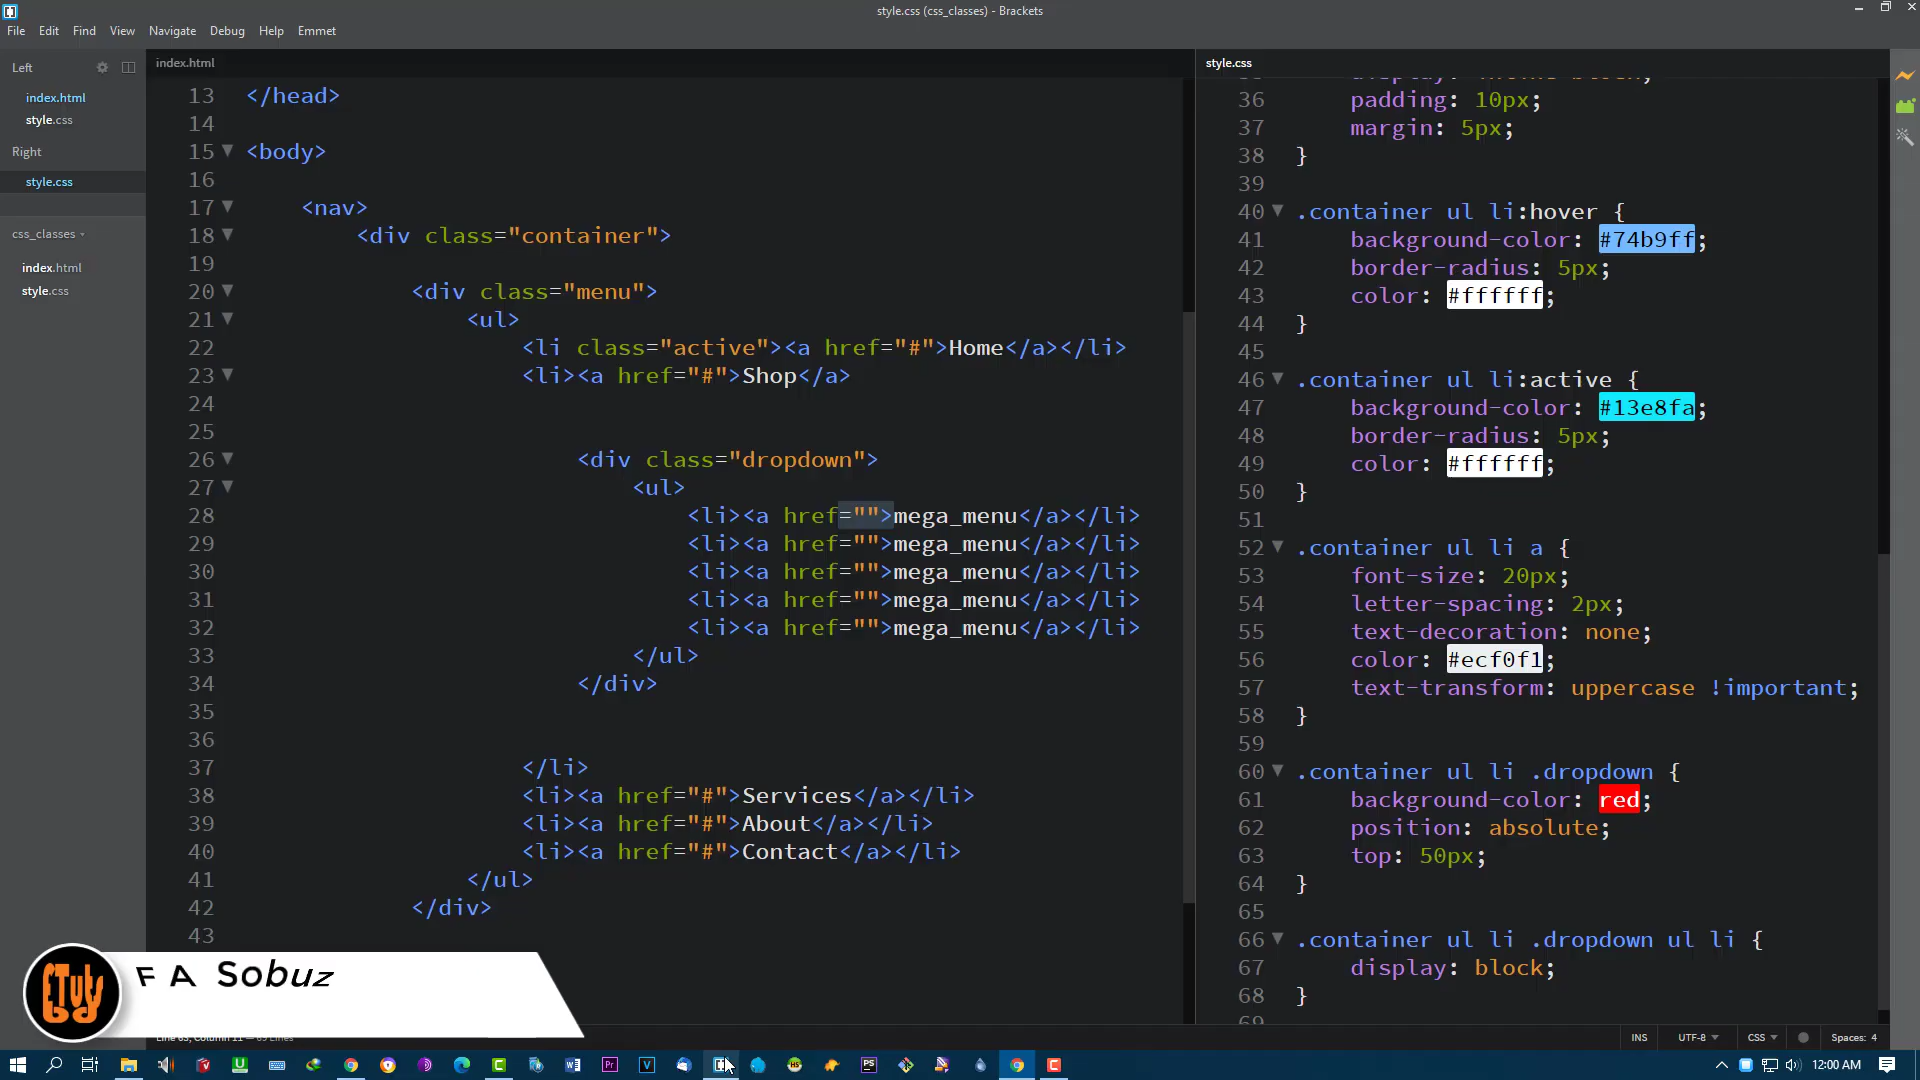 style.css (css_classes) - Brackets
File Edit Find View Navigate Debug Help Emmet
Left
index.html
style.css
Right
style.css
css_classes
index.html
style.css
index.html
13 </head>
14
15 <body>
16
17 <nav>
18 <div class="container">
19
20 <div class="menu">
21 <ul>
22 <li class="active"><a href="#">Home</a></li>
23 <li><a href="#">Shop</a>
24
25
26 <div class="dropdown">
27 <ul>
28 <li><a href="">mega_menu</a></li>
29 <li><a href="">mega_menu</a></li>
30 <li><a href="">mega_menu</a></li>
31 <li><a href="">mega_menu</a></li>
32 <li><a href="">mega_menu</a></li>
33 </ul>
34 </div>
35
36
37 </li>
38 <li><a href="#">Services</a></li>
39 <li><a href="#">About</a></li>
40 <li><a href="#">Contact</a></li>
41 </ul>
42 </div>
43
style.css
36 padding: 10px;
37 margin: 5px;
38 }
39
40 .container ul li:hover {
41 background-color: #74b9ff;
42 border-radius: 5px;
43 color: #ffffff;
44 }
45
46 .container ul li:active {
47 background-color: #13e8fa;
48 border-radius: 5px;
49 color: #ffffff;
50 }
51
52 .container ul li a {
53 font-size: 20px;
54 letter-spacing: 2px;
55 text-decoration: none;
56 color: #ecf0f1;
57 text-transform: uppercase !important;
58 }
59
60 .container ul li .dropdown {
61 background-color: red;
62 position: absolute;
63 top: 50px;
64 }
65
66 .container ul li .dropdown ul li {
67 display: block;
68 }
69
F A Sobuz
INS UTF-8 CSS Spaces: 4
12:00 AM